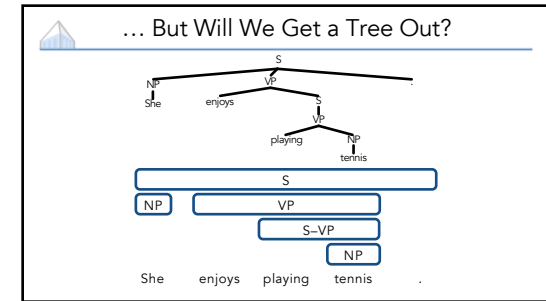 … But Will We Get a Tree Out?
S
NP VP .
She enjoys S
VP
playing NP
tennis
S
NP VP
S–VP
NP
She enjoys playing tennis .